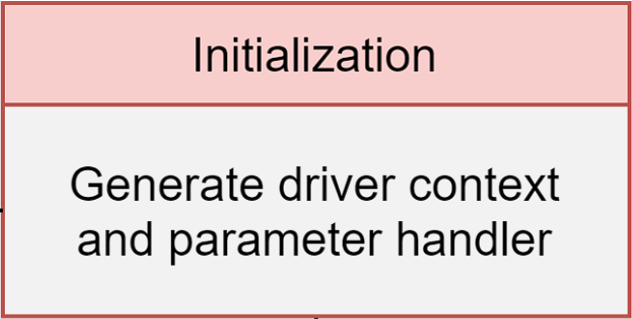 Initialization
Generate driver context
and parameter handler